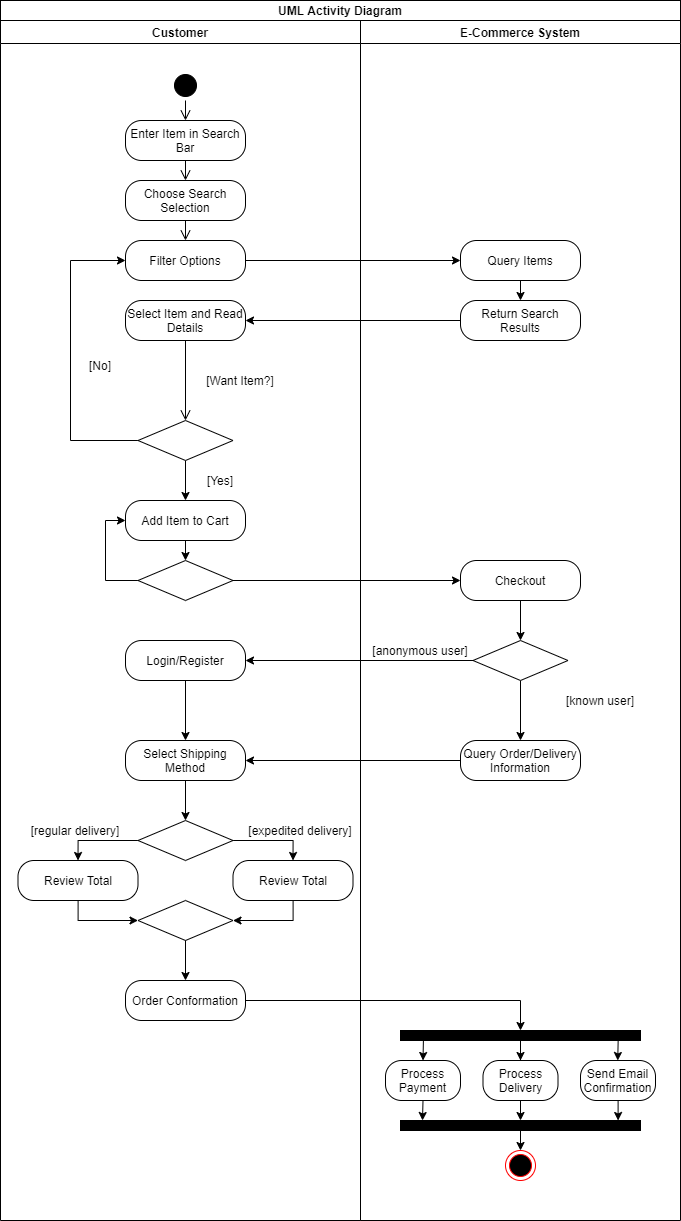 UML Activity Diagram
Customer
E-Commerce System
Enter Item in Search
Bar
Choose Search
Selection
Filter Options
Query Items
Select Item and Read
Details
Return Search
Results
[No]
[Want Item?]
[Yes]
Add Item to Cart
Checkout
[anonymous user]
Login/Register
[known user]
Select Shipping
Method
Query Order/Delivery
Information
[regular delivery]
[expedited delivery]
Review Total
Review Total
Order Conformation
Process
Payment
Process
Delivery
Send Email
Confirmation